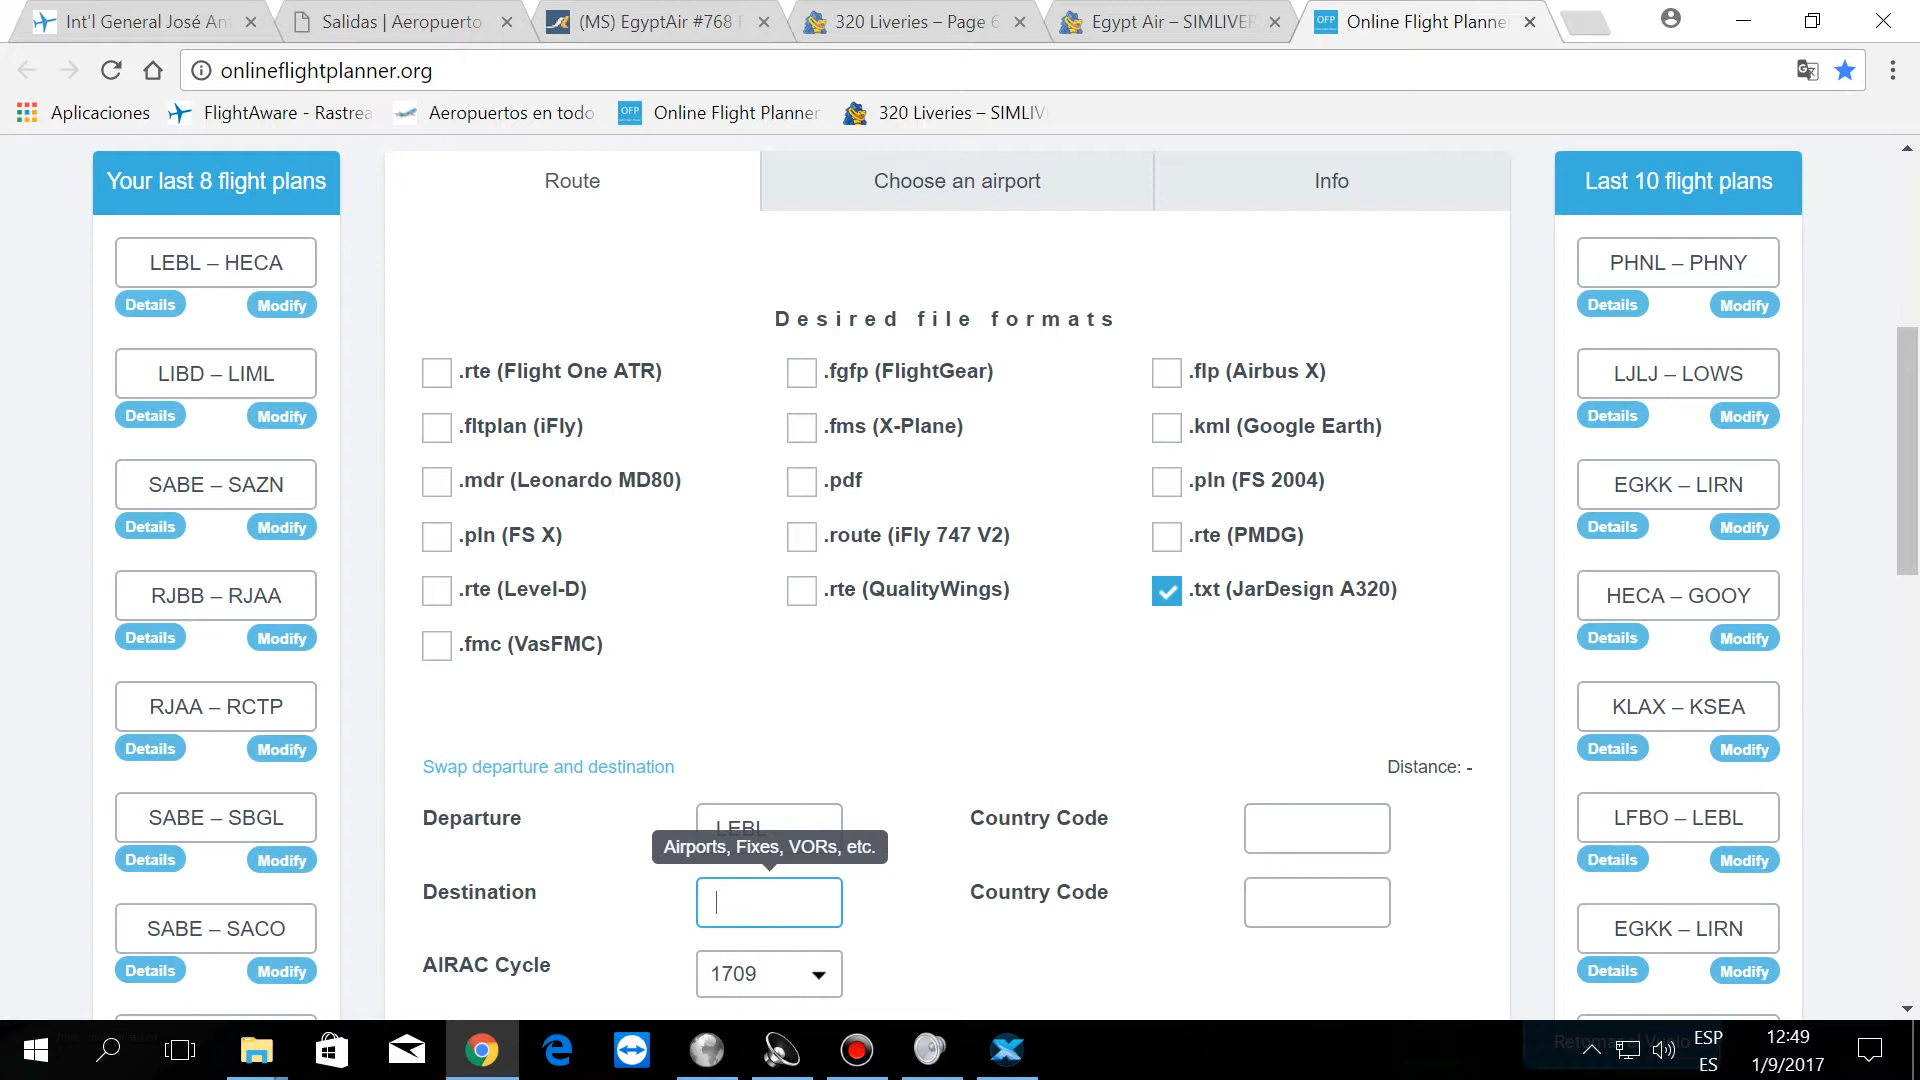 Int'l General José An
Salidas | Aeropuerto
(MS) EgyptAir #768 F
320 Liveries – Page 6
Egypt Air – SIMLIVER
OFP
Online Flight Planner
onlineflightplanner.org
Aplicaciones
FlightAware - Rastrea
Aeropuertos en todo
OFP
Online Flight Planner
320 Liveries – SIMLIV
Your last 8 flight plans
LEBL – HECA
Details Modify
LIBD – LIML
Details Modify
SABE – SAZN
Details Modify
RJBB – RJAA
Details Modify
RJAA – RCTP
Details Modify
SABE – SBGL
Details Modify
SABE – SACO
Details Modify
Route
Choose an airport
Info
Desired file formats
.rte (Flight One ATR)
.fgfp (FlightGear)
.flp (Airbus X)
.fltplan (iFly)
.fms (X-Plane)
.kml (Google Earth)
.mdr (Leonardo MD80)
.pdf
.pln (FS 2004)
.pln (FS X)
.route (iFly 747 V2)
.rte (PMDG)
.rte (Level-D)
.rte (QualityWings)
.txt (JarDesign A320)
.fmc (VasFMC)
Swap departure and destination
Distance: -
Departure
LEBL
Country Code
Airports, Fixes, VORs, etc.
Destination
Country Code
AIRAC Cycle
1709
Last 10 flight plans
PHNL – PHNY
Details Modify
LJLJ – LOWS
Details Modify
EGKK – LIRN
Details Modify
HECA – GOOY
Details Modify
KLAX – KSEA
Details Modify
LFBO – LEBL
Details Modify
EGKK – LIRN
Details Modify
ESP
ES
12:49
1/9/2017